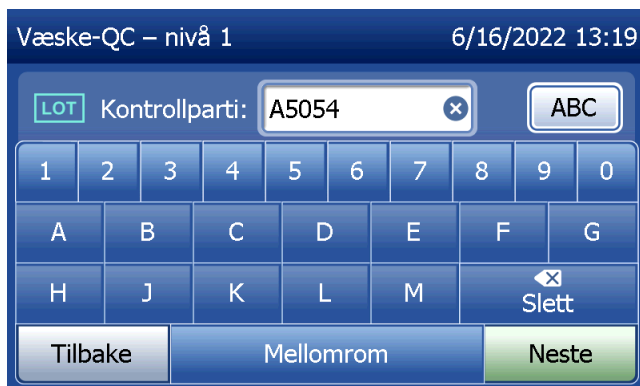 Væske-QC – nivå 1 6/16/2022 13:19
LOT Kontrollparti: A5054 ABC
1 2 3 4 5 6 7 8 9 0
A B C D E F G
H J K L M Slett
Tilbake Mellomrom Neste